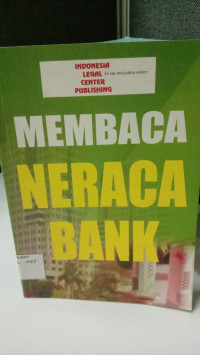 INDONESIA
LEGAL
CENTER
PUBLISHING
MEMBACA
NERACA
BANK